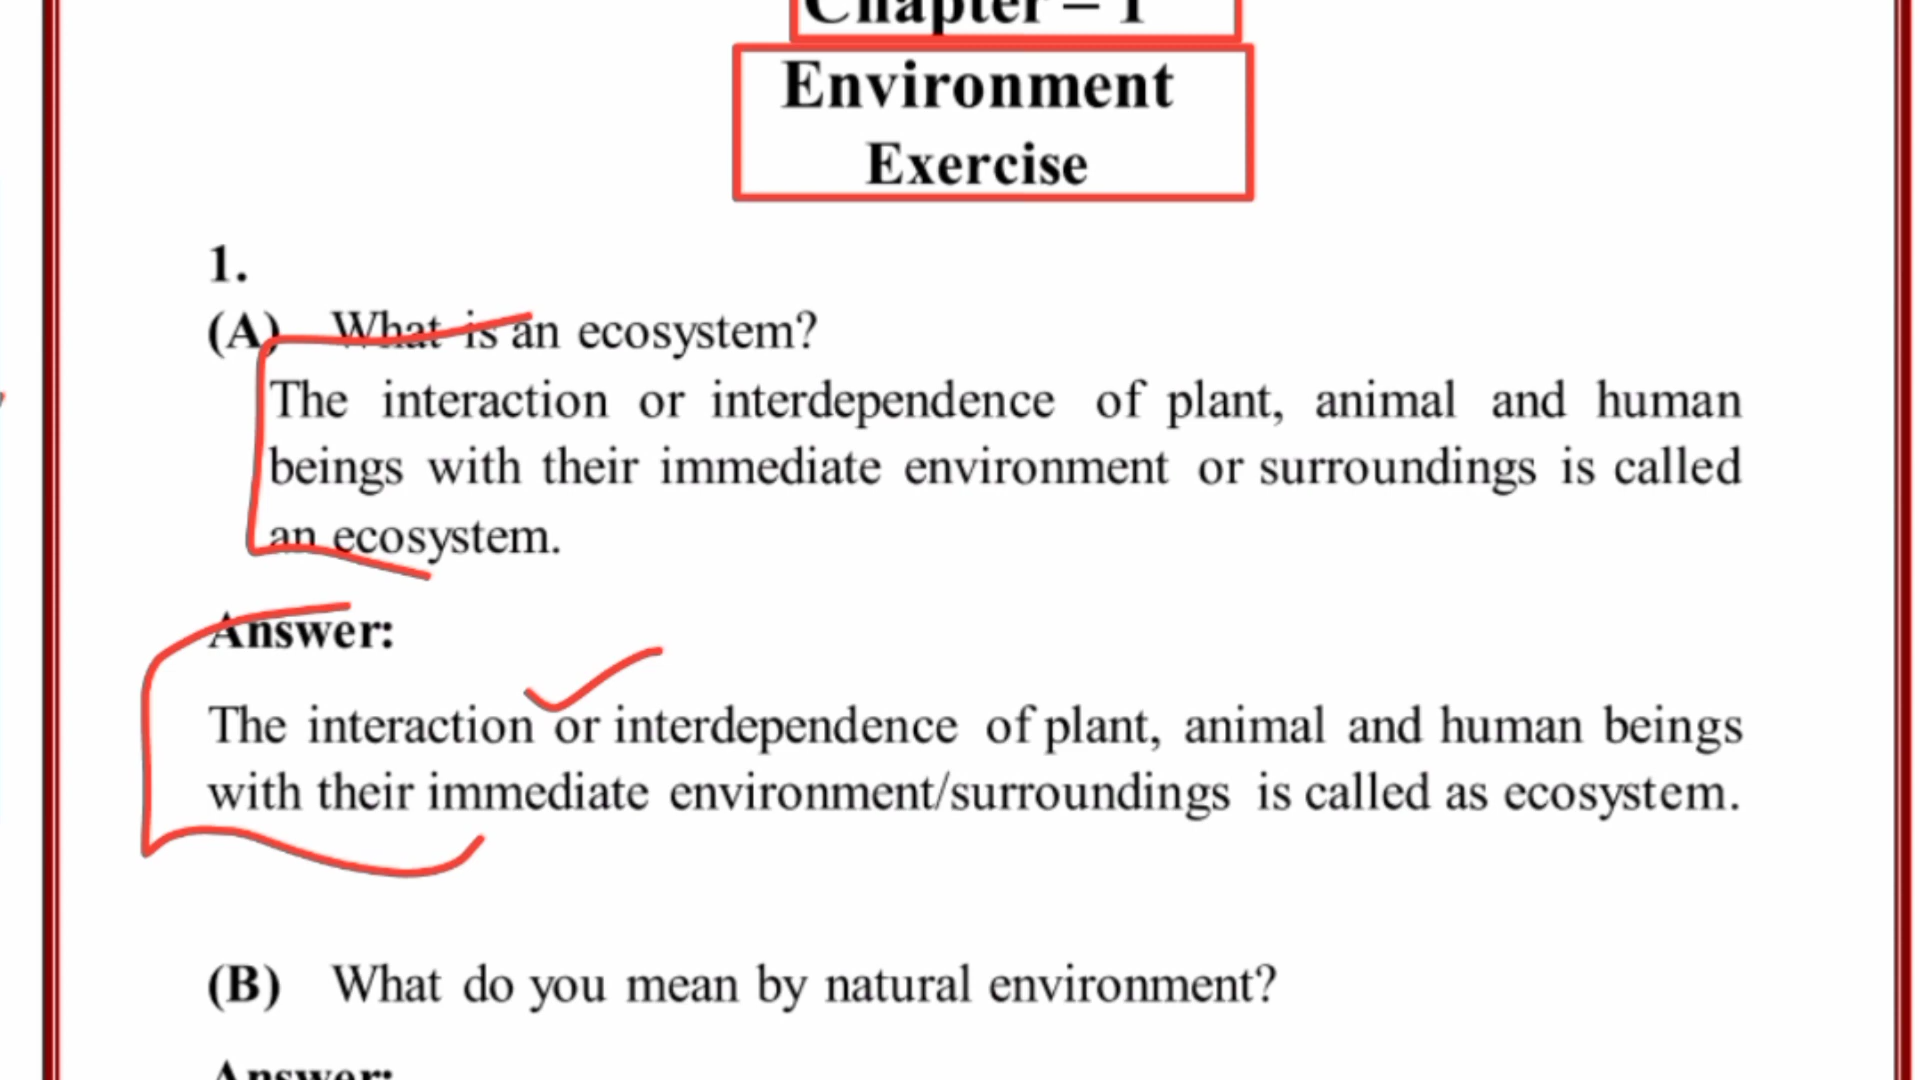 Chapter – 1
Environment
Exercise
1.
(A) What is an ecosystem?
The interaction or interdependence of plant, animal and human
beings with their immediate environment or surroundings is called
an ecosystem.
Answer:
The interaction or interdependence of plant, animal and human beings
with their immediate environment/surroundings is called as ecosystem.
(B) What do you mean by natural environment?
Answer: